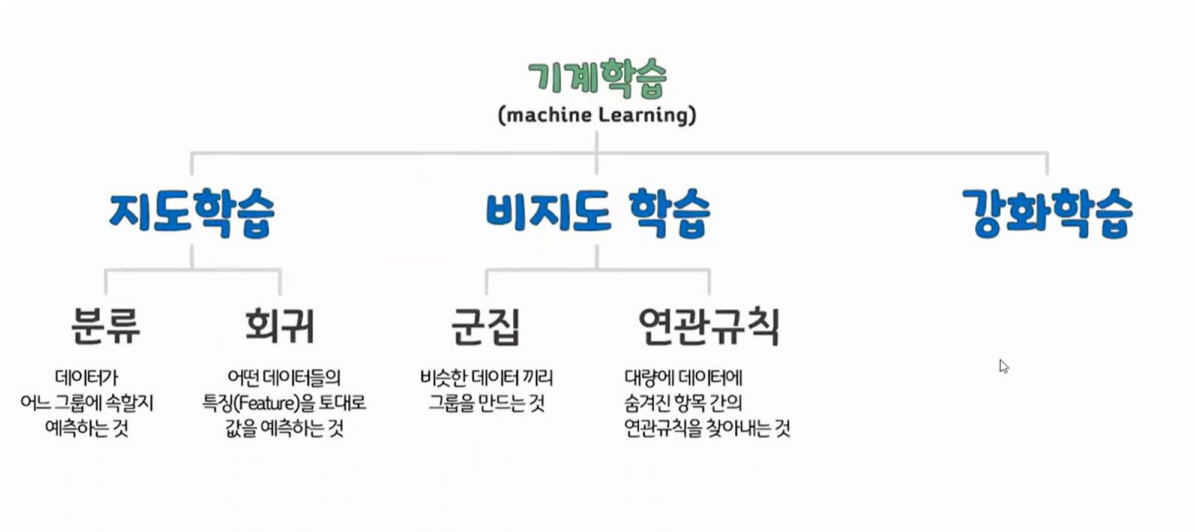 기계학습
(machine Learning)
지도학습
비지도 학습
강화학습
분류
데이터가
어느 그룹에 속할지
예측하는 것
회귀
어떤 데이터들의
특징(Feature)을 토대로
값을 예측하는 것
군집
비슷한 데이터 끼리
그룹을 만드는 것
연관규칙
대량에 데이터에
숨겨진 항목 간의
연관규칙을 찾아내는 것